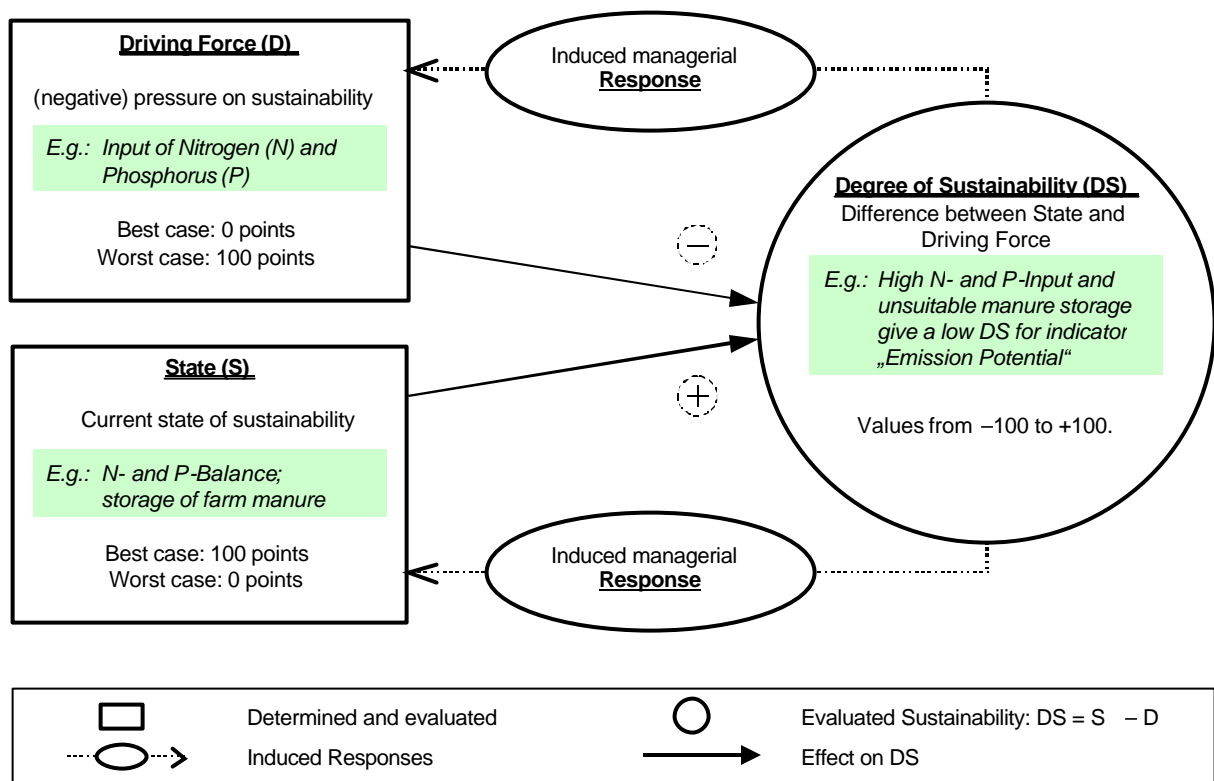 Driving Force (D)
(negative) pressure on sustainability
E.g.: Input of Nitrogen (N) and
Phosphorus (P)
Best case: 0 points
Worst case: 100 points
Induced managerial
Response
Degree of Sustainability (DS)
Difference between State and
Driving Force
E.g.: High N- and P-Input and
unsuitable manure storage
give a low DS for indicator
„Emission Potential“
Values from –100 to +100.
–
+
State (S)
Current state of sustainability
E.g.: N- and P-Balance;
storage of farm manure
Best case: 100 points
Worst case: 0 points
Induced managerial
Response
Determined and evaluated
Evaluated Sustainability: DS = S – D
Induced Responses
Effect on DS